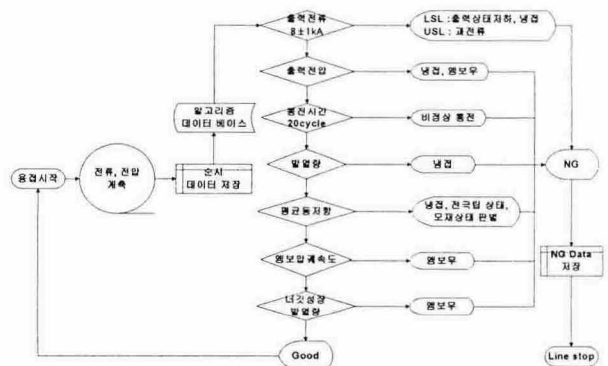 용접시작
전류, 전압
계측
순시
데이터 저장
알고리즘
데이터 베이스
출력전류
8±1kA
LSL : 출력상태저하, 냉접
USL : 과전류
출력전압
냉접, 엠보무
통전시간
20cycle
비정상 통전
발열량
냉접
평균동저항
냉접, 전극팁 상태,
모재상태 판별
엠보압궤속도
엠보무
너깃성장
발열량
엠보무
Good
NG
NG Data
저장
Line stop